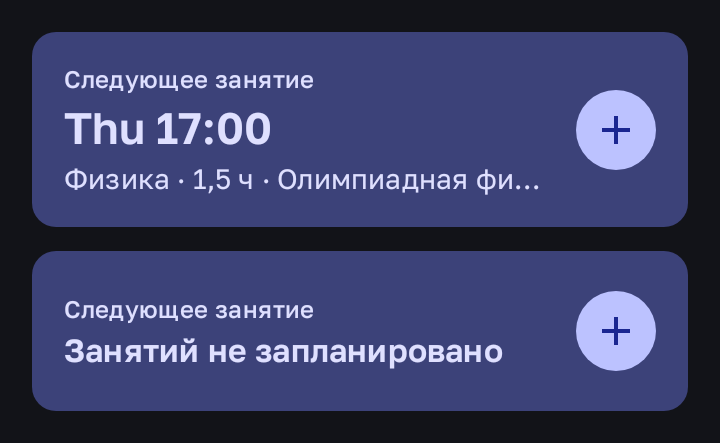 Следующее занятие
Thu 17:00
Физика · 1,5 ч · Олимпиадная фи…
Следующее занятие
Занятий не запланировано